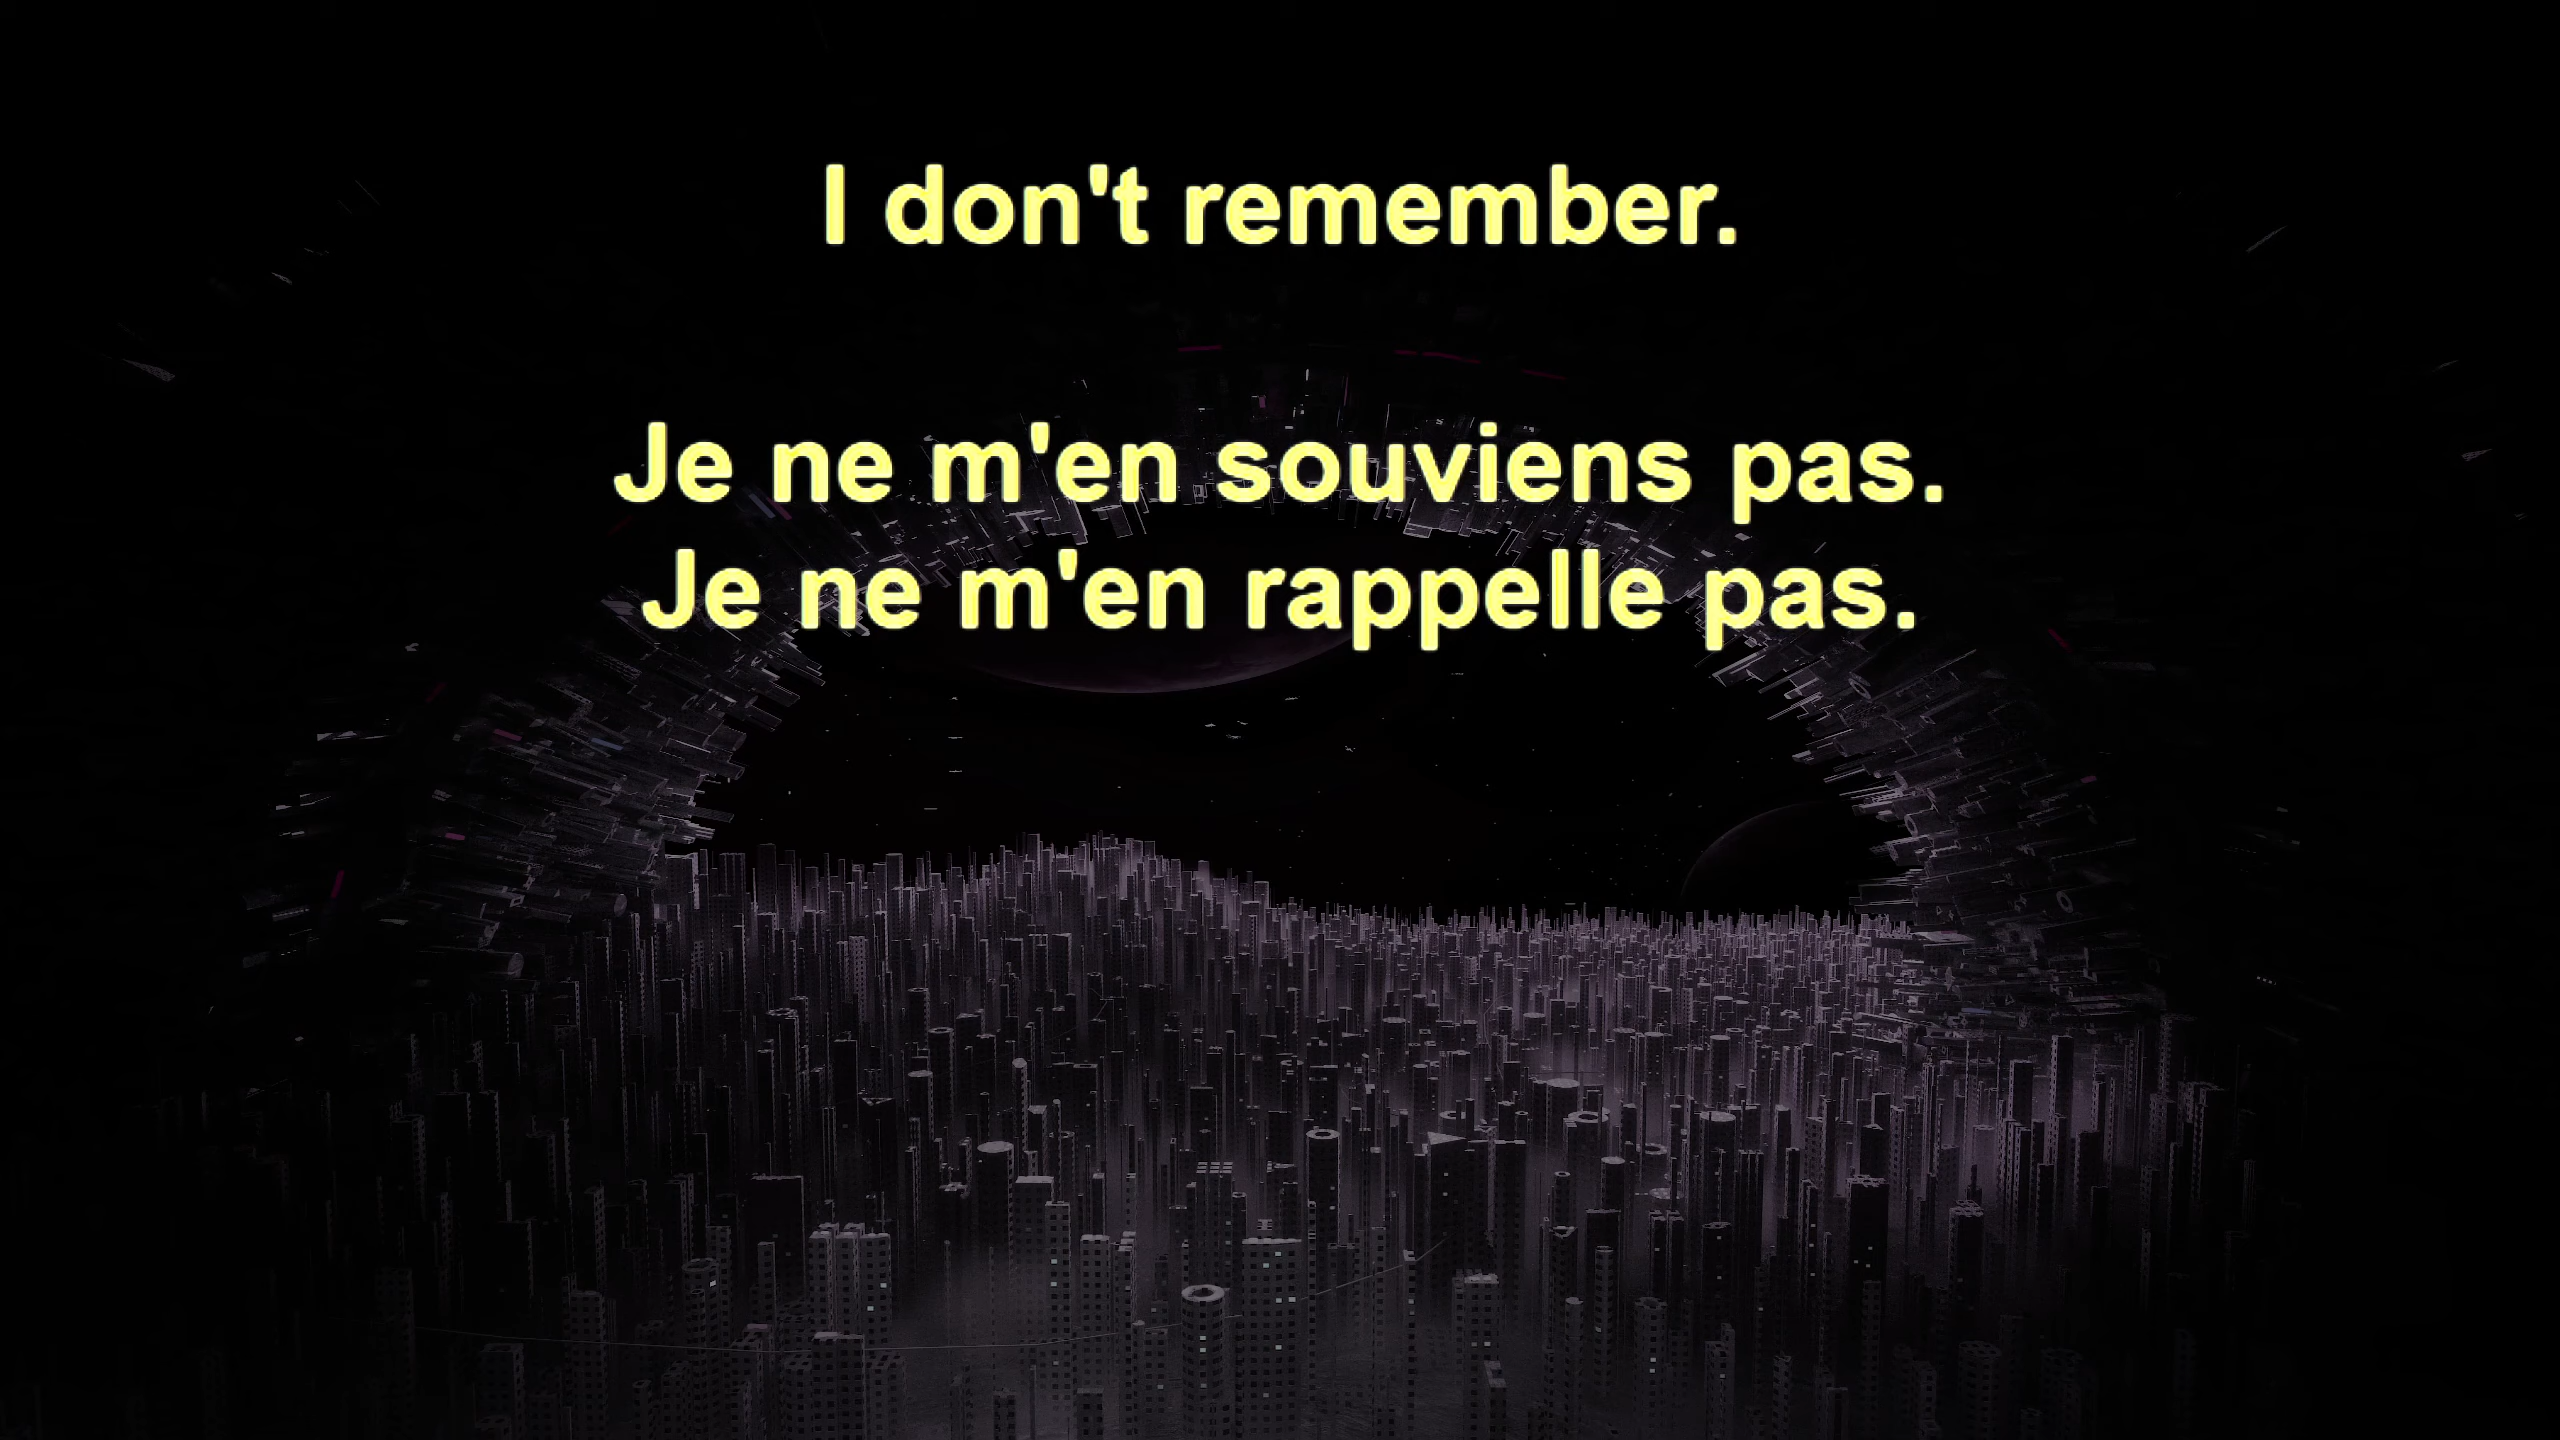 I don't remember.
Je ne m'en souviens pas.
Je ne m'en rappelle pas.